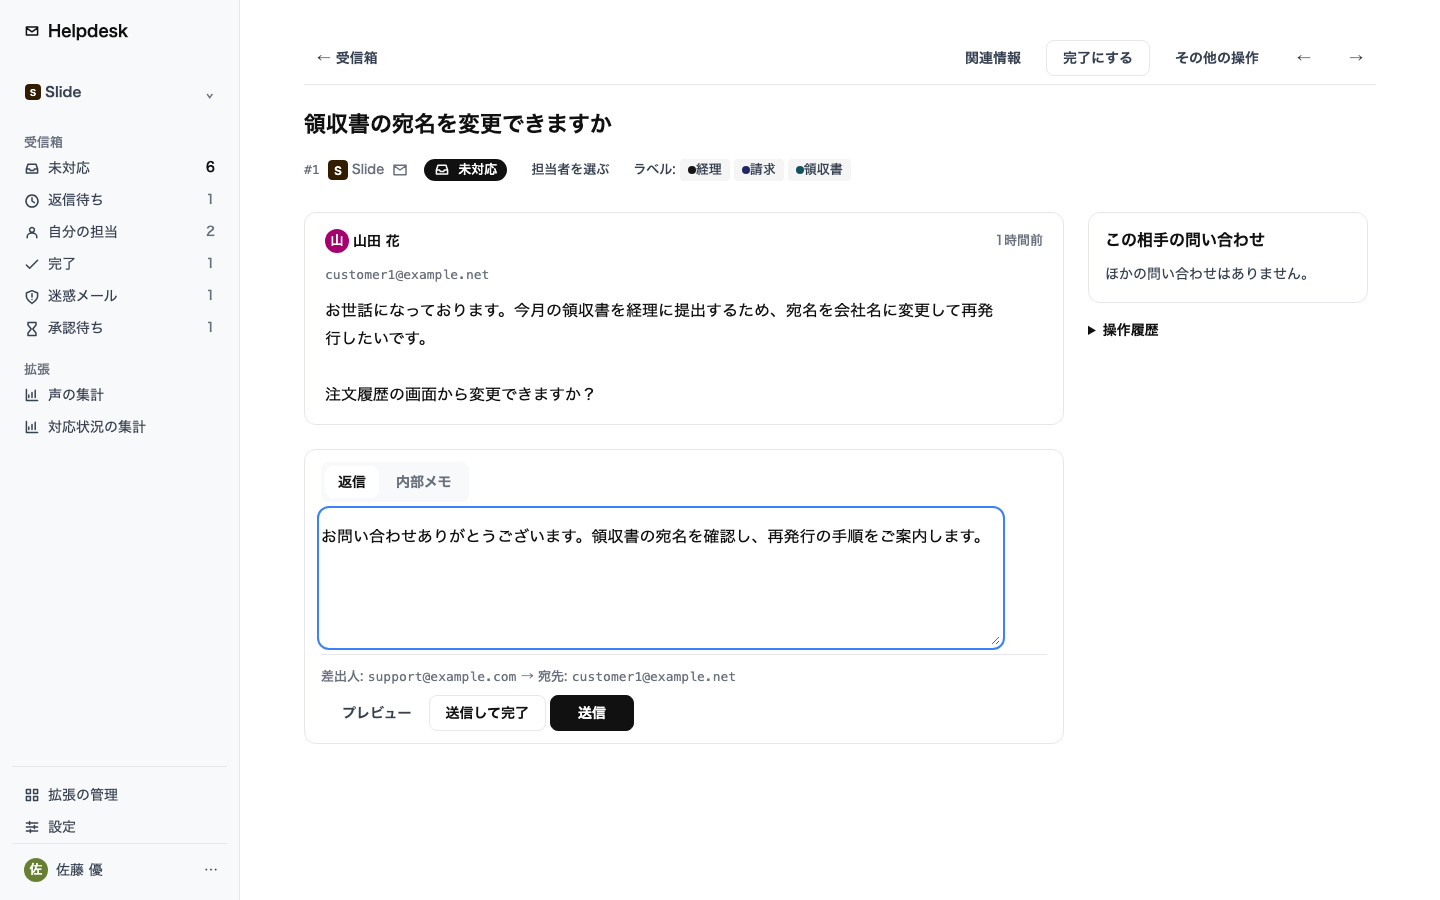 Helpdesk
S Slide
受信箱
未対応 6
返信待ち 1
自分の担当 2
完了 1
迷惑メール 1
承認待ち 1
拡張
声の集計
対応状況の集計
拡張の管理
設定
佐 佐藤 優 …
← 受信箱
関連情報 完了にする その他の操作 ← →
領収書の宛名を変更できますか
#1 S Slide 未対応 担当者を選ぶ ラベル: 経理 請求 領収書
山 山田 花 1時間前
customer1@example.net
お世話になっております。今月の領収書を経理に提出するため、宛名を会社名に変更して再発
行したいです。
注文履歴の画面から変更できますか？
返信 内部メモ
お問い合わせありがとうございます。領収書の宛名を確認し、再発行の手順をご案内します。
差出人: support@example.com → 宛先: customer1@example.net
プレビュー 送信して完了 送信
この相手の問い合わせ
ほかの問い合わせはありません。
▶ 操作履歴